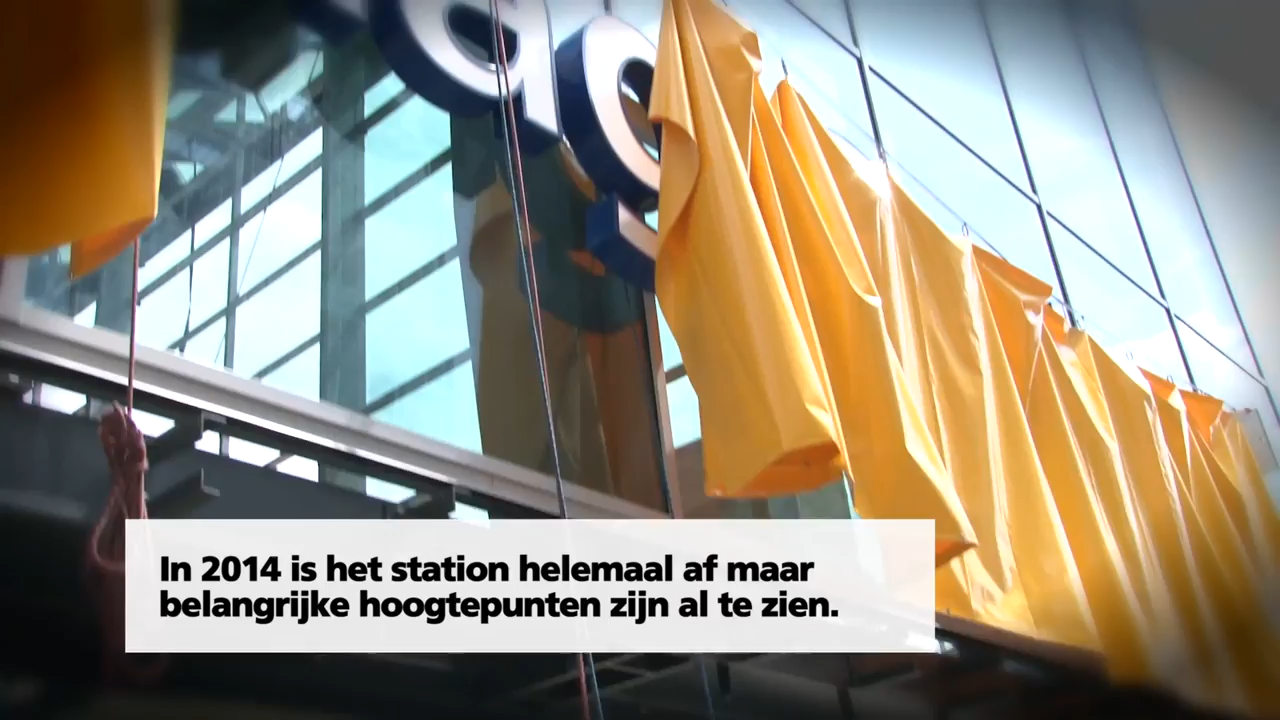 In 2014 is het station helemaal af maar
belangrijke hoogtepunten zijn al te zien.